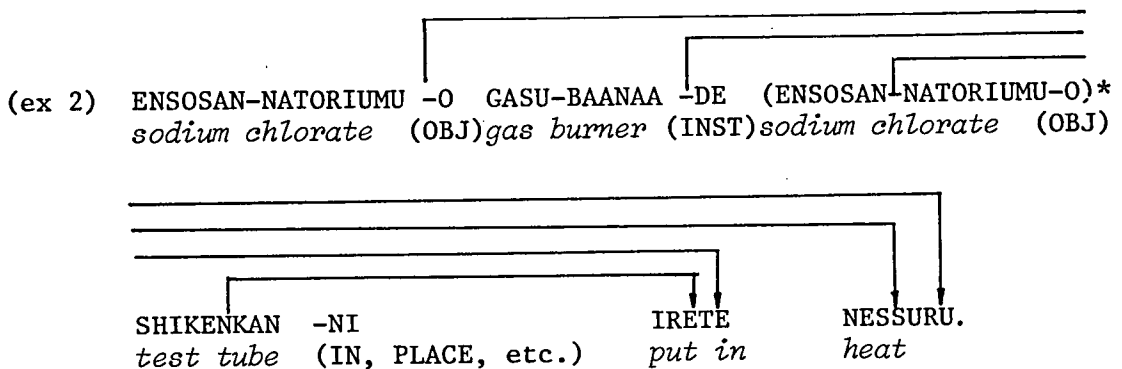 (ex 2) ENSOSAN-NATORIUMU -O GASU-BAANAA -DE (ENSOSAN-NATORIUMU-O)*
sodium chlorate (OBJ) gas burner (INST) sodium chlorate (OBJ)
SHIKENKAN -NI IRETE NESSURU.
test tube (IN, PLACE, etc.) put in heat